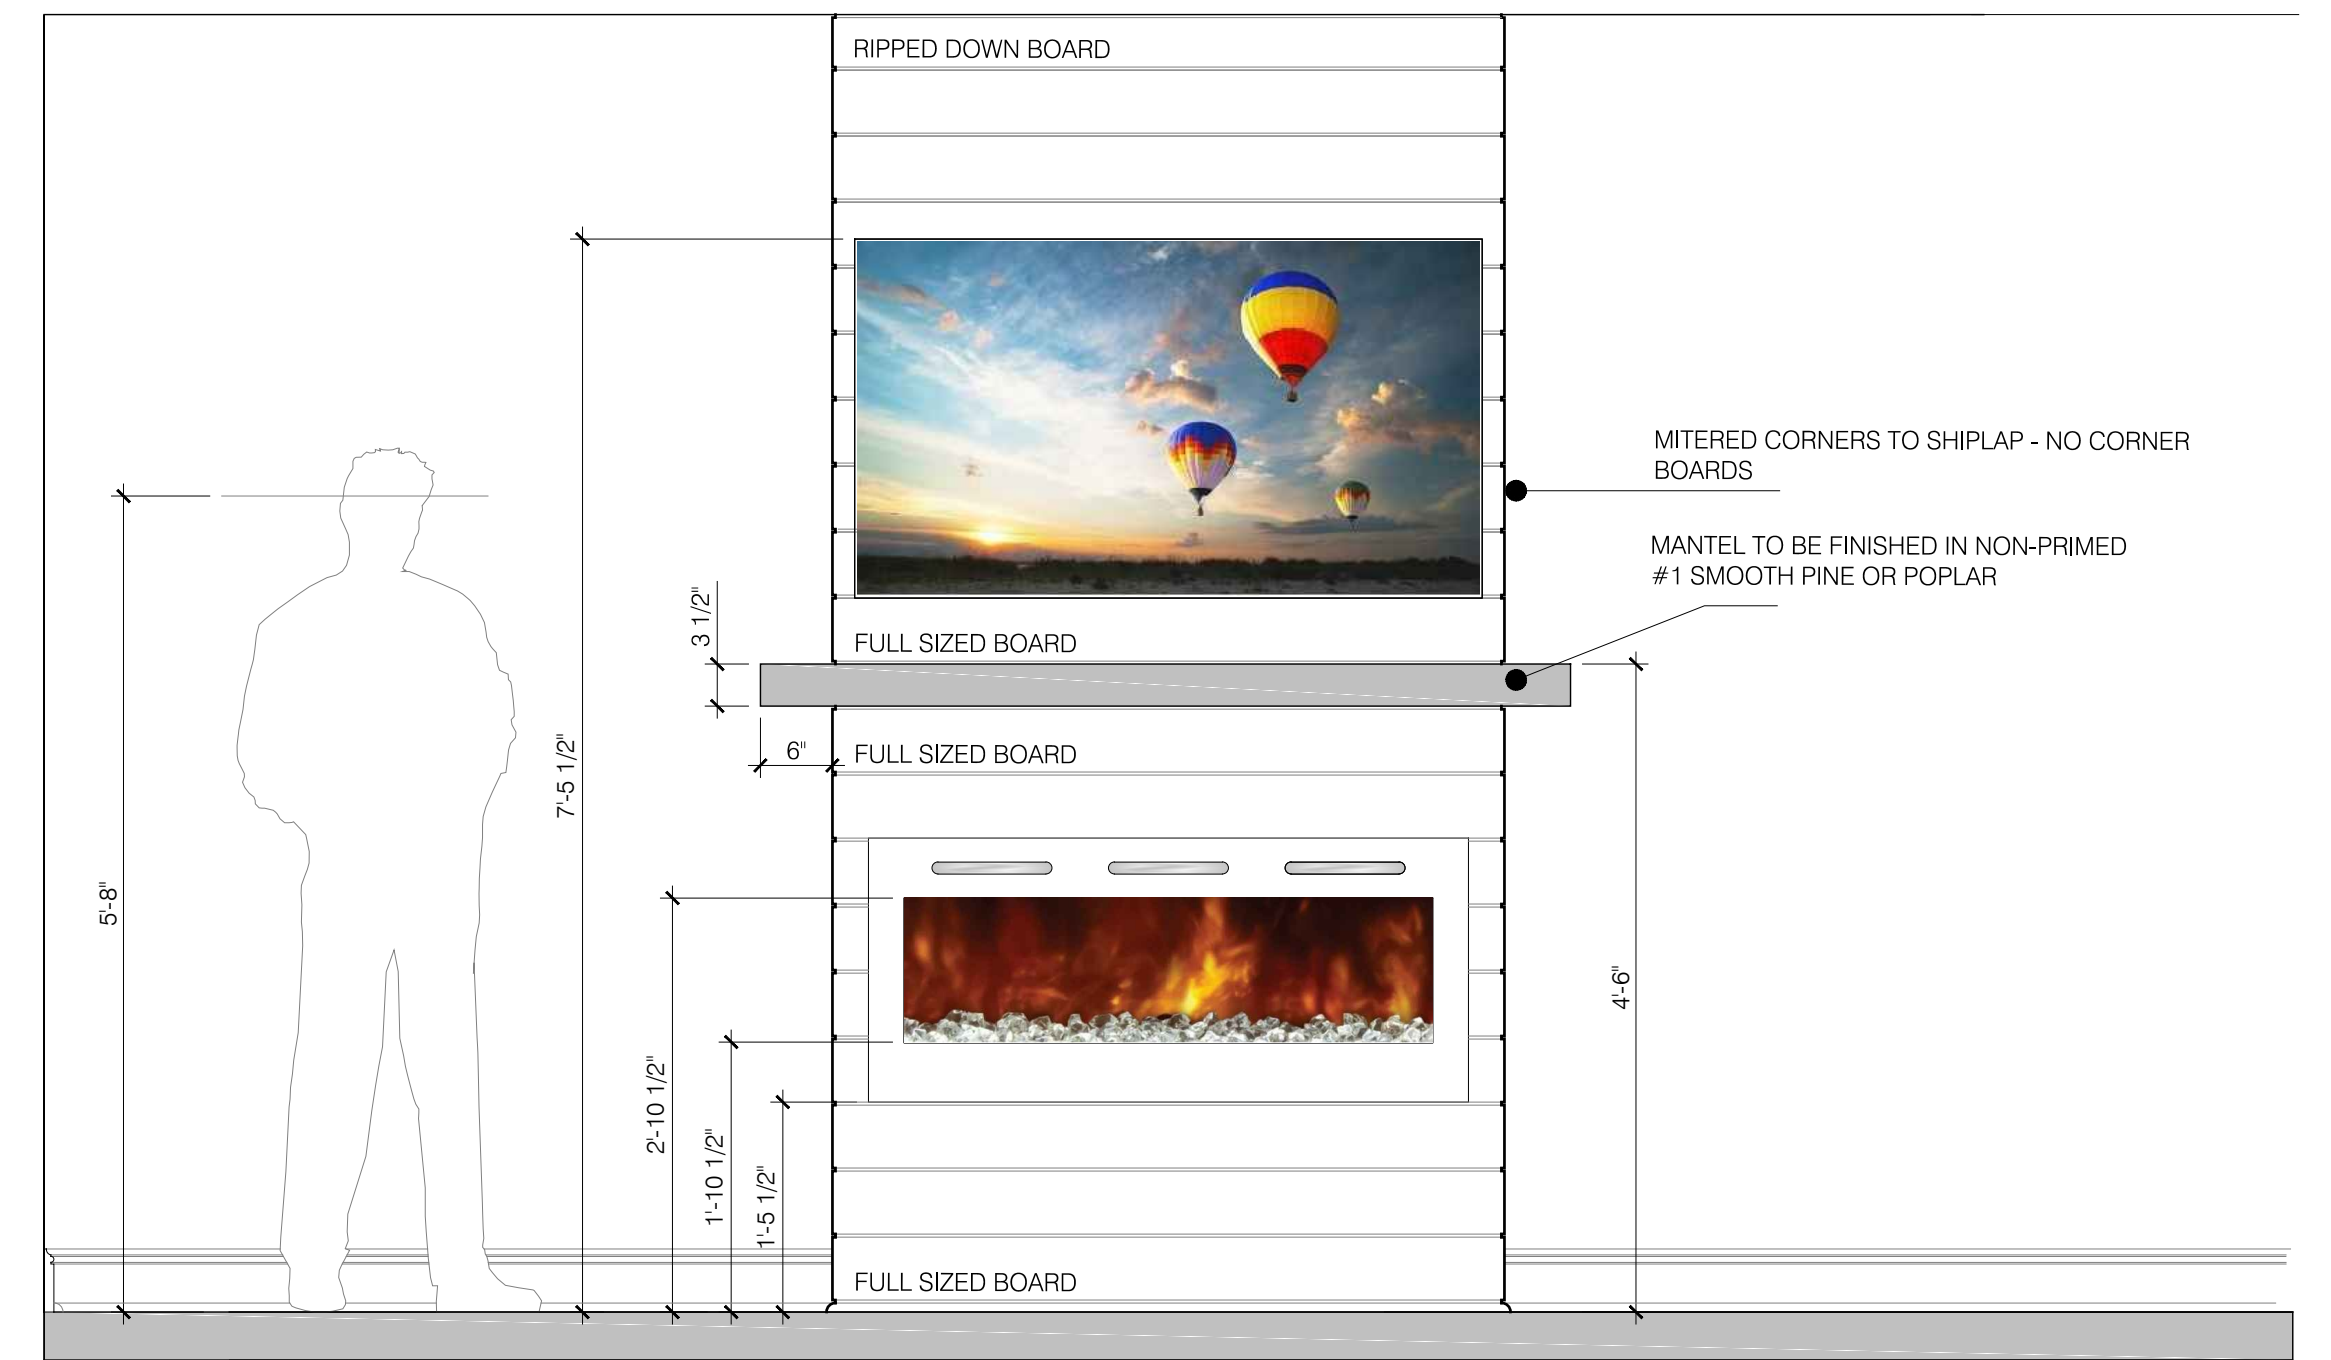 RIPPED DOWN BOARD
MITERED CORNERS TO SHIPLAP - NO CORNER
BOARDS
MANTEL TO BE FINISHED IN NON-PRIMED
#1 SMOOTH PINE OR POPLAR
3 1/2"
FULL SIZED BOARD
6"
FULL SIZED BOARD
7'-5 1/2"
5'-8"
4'-6"
2'-10 1/2"
1'-10 1/2"
1'-5 1/2"
FULL SIZED BOARD